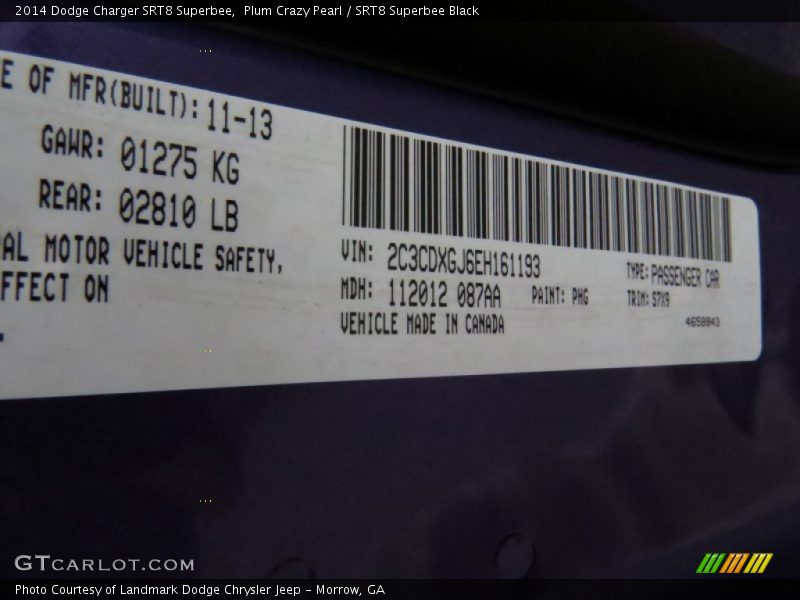 2014 Dodge Charger SRT8 Superbee, Plum Crazy Pearl / SRT8 Superbee Black
E OF MFR(BUILT): 11-13
GAWR: 01275 KG
REAR: 02810 LB
AL MOTOR VEHICLE SAFETY,
FFECT ON
VIN: 2C3CDXGJ6EH161193 TYPE: PASSENGER CAR
MDH: 112012 087AA PAINT: PHG TRIM: S7X9
VEHICLE MADE IN CANADA 4658843
GTCARLOT.COM
Photo Courtesy of Landmark Dodge Chrysler Jeep - Morrow, GA